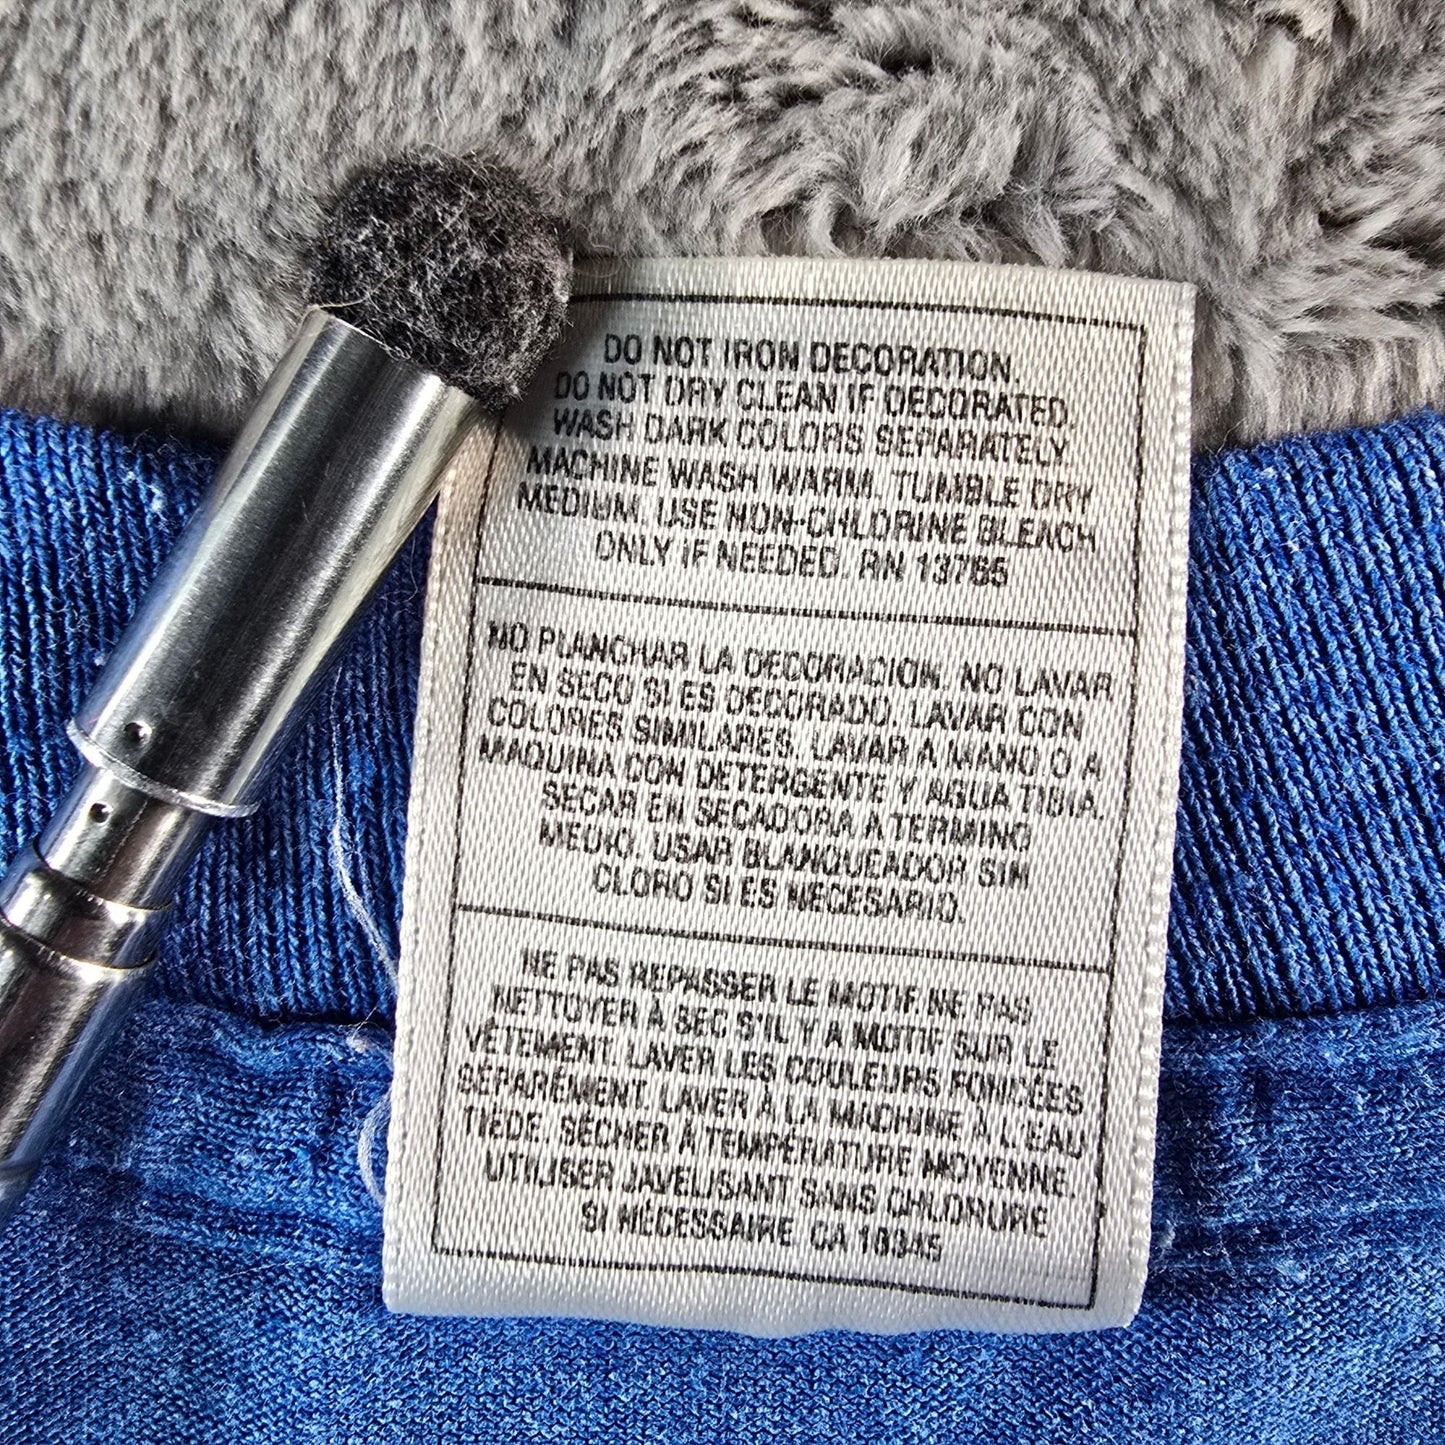 DO NOT IRON DECORATION.
DO NOT DRY CLEAN IF DECORATED.
WASH DARK COLORS SEPARATELY.
MACHINE WASH WARM. TUMBLE DRY
MEDIUM. USE NON-CHLORINE BLEACH
ONLY IF NEEDED. RN 13765
NO PLANCHAR LA DECORACION. NO LAVAR
EN SECO SI ES DECORADO. LAVAR CON
COLORES SIMILARES. LAVAR A MANO O A
MAQUINA CON DETERGENTE Y AGUA TIBIA.
SECAR EN SECADORA A TERMINO
MEDIO. USAR BLANQUEADOR SIN
CLORO SI ES NECESARIO.
NE PAS REPASSER LE MOTIF. NE PAS
NETTOYER À SEC S'IL Y A MOTIF SUR LE
VÊTEMENT. LAVER LES COULEURS FONCÉES
SÉPARÉMENT. LAVER À LA MACHINE À L'EAU
TIÈDE. SÉCHER À TEMPÉRATURE MOYENNE.
UTILISER JAVELLISANT SANS CHLORURE
SI NÉCESSAIRE. CA 18345